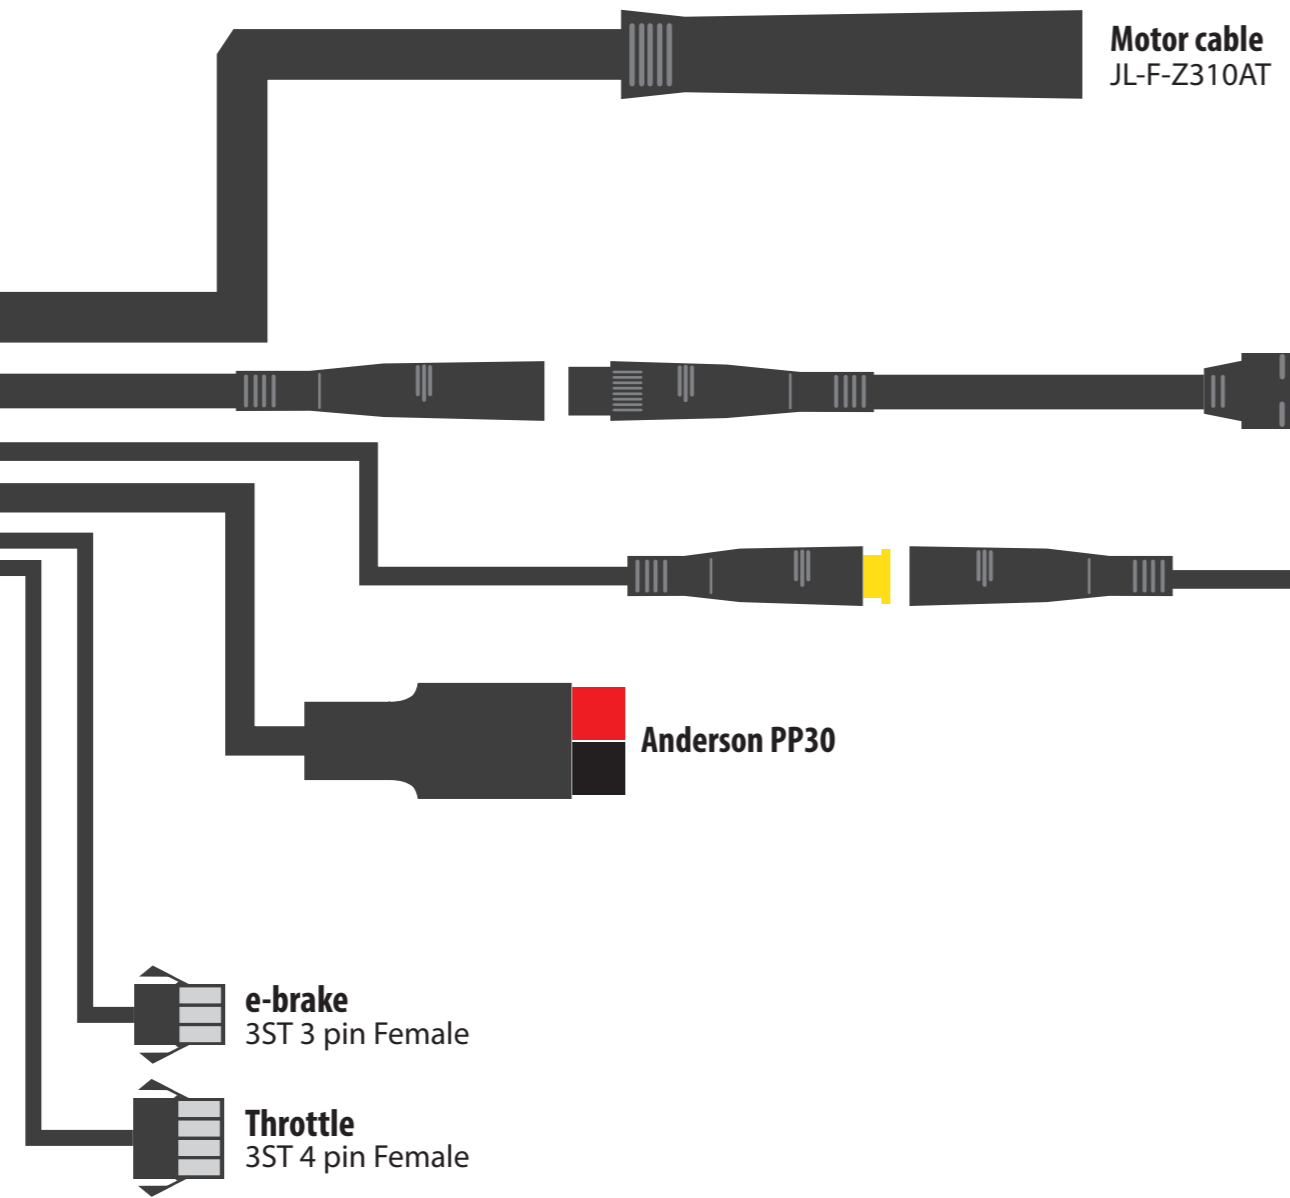 Motor cable
JL-F-Z310AT
Anderson PP30
e-brake
3ST 3 pin Female
Throttle
3ST 4 pin Female